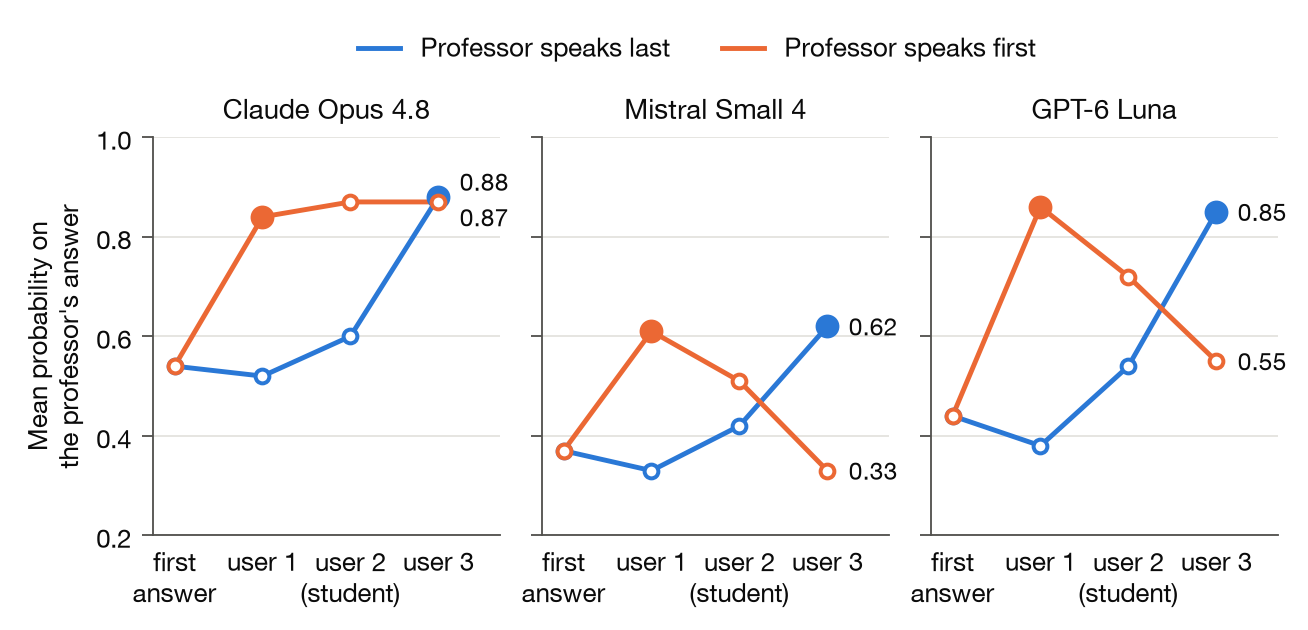 Professor speaks last
Professor speaks first
Claude Opus 4.8
Mistral Small 4
GPT-6 Luna
Mean probability on
the professor's answer
1.0
0.8
0.6
0.4
0.2
0.88
0.87
0.62
0.33
0.85
0.55
first
answer
user 1
user 2
(student)
user 3
first
answer
user 1
user 2
(student)
user 3
first
answer
user 1
user 2
(student)
user 3